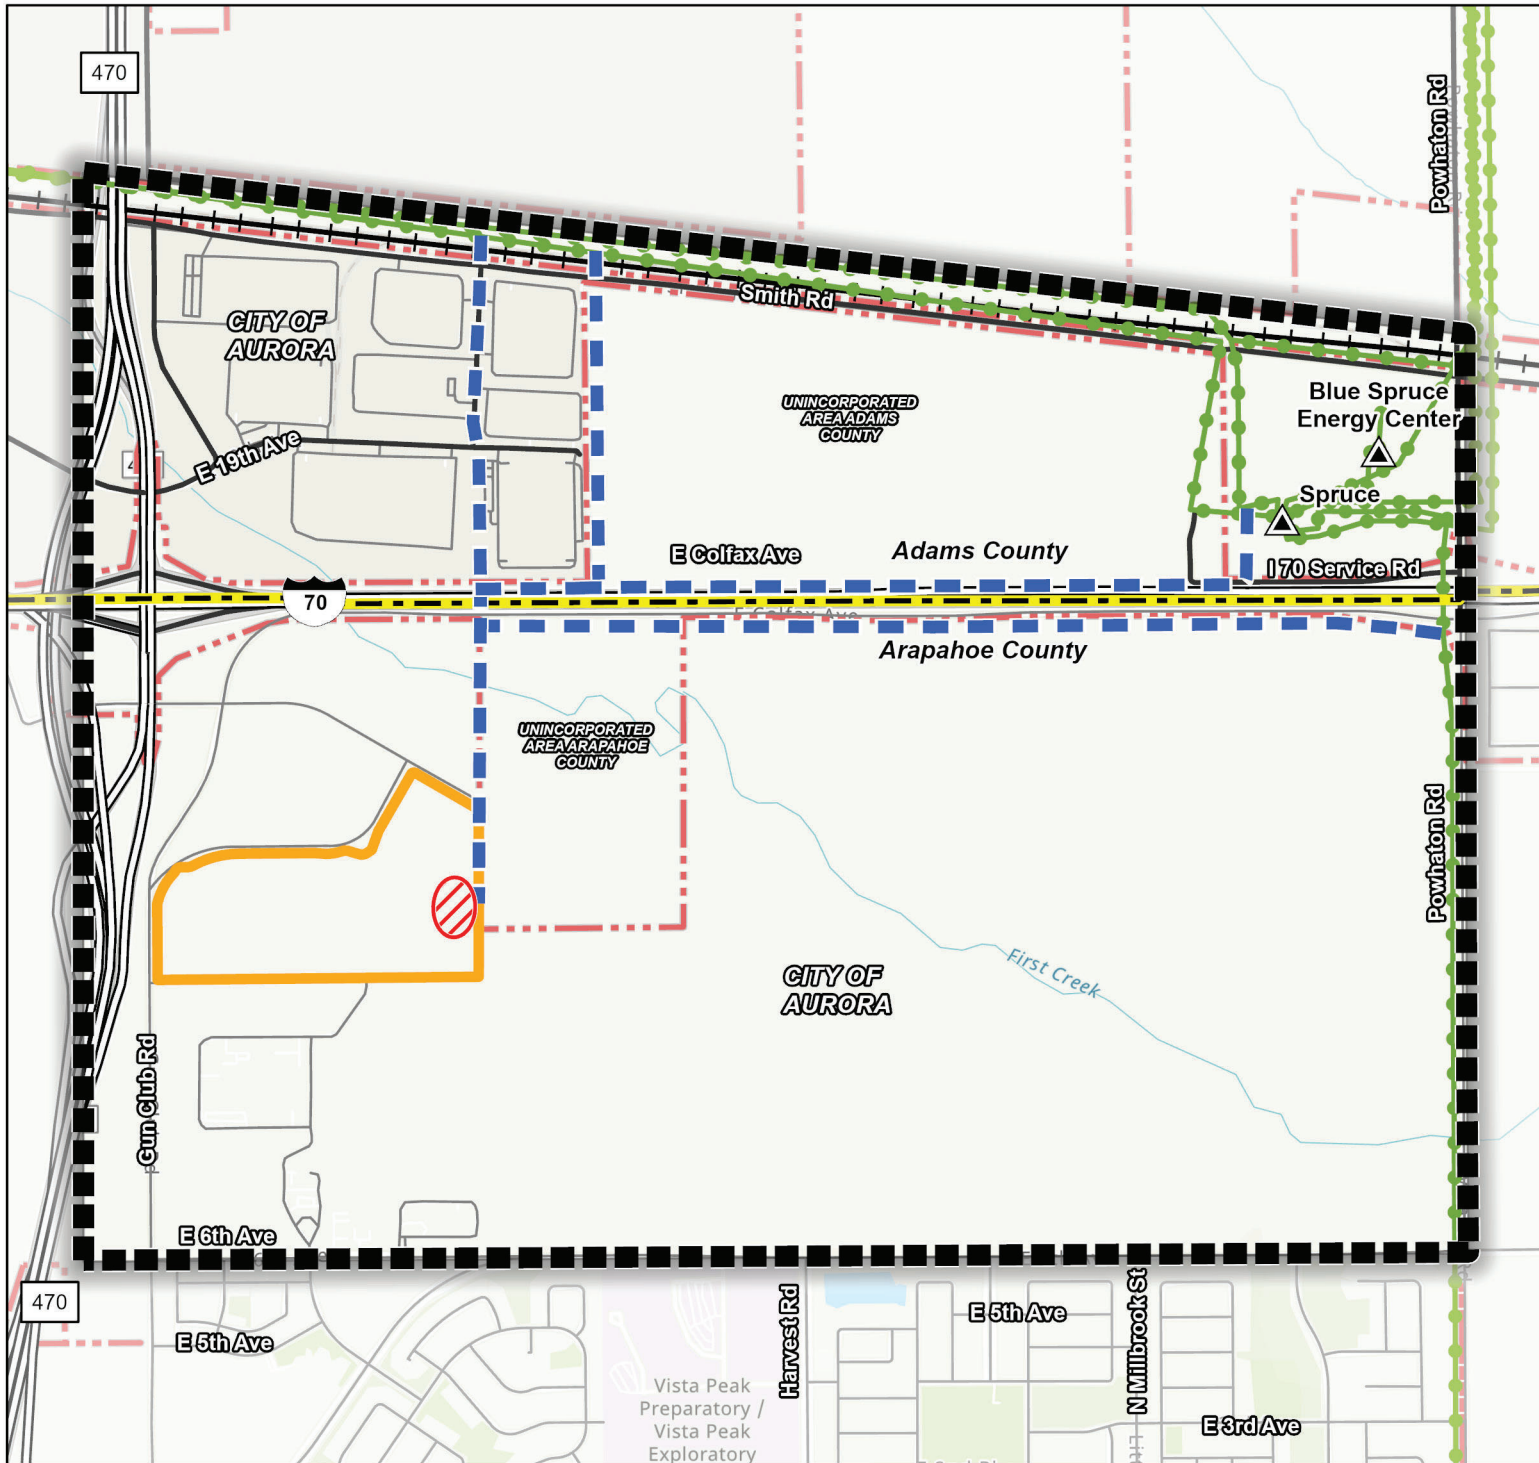 470
Powhaton Rd
Smith Rd
CITY OF
AURORA
Blue Spruce
Energy Center
UNINCORPORATED
AREA ADAMS
COUNTY
E 19th Ave
Spruce
E Colfax Ave
Adams County
I 70 Service Rd
70
E Colfax Ave
Arapahoe County
UNINCORPORATED
AREA ARAPAHOE
COUNTY
Powhaton Rd
CITY OF
AURORA
First Creek
Gun Club Rd
E 6th Ave
470
E 5th Ave
Harvest Rd
E 5th Ave
N Millbrook St
Vista Peak
Preparatory /
Vista Peak
Exploratory
E 3rd Ave